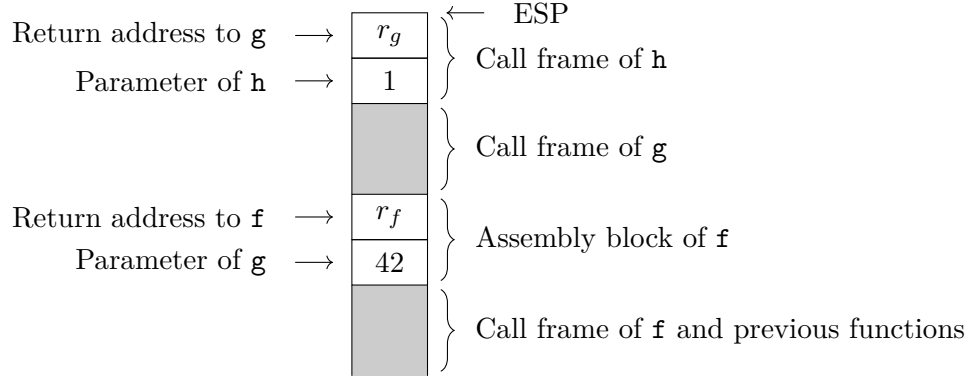 ESP
Return address to g
r_g
Call frame of h
Parameter of h
1
Call frame of g
Return address to f
r_f
Assembly block of f
Parameter of g
42
Call frame of f and previous functions